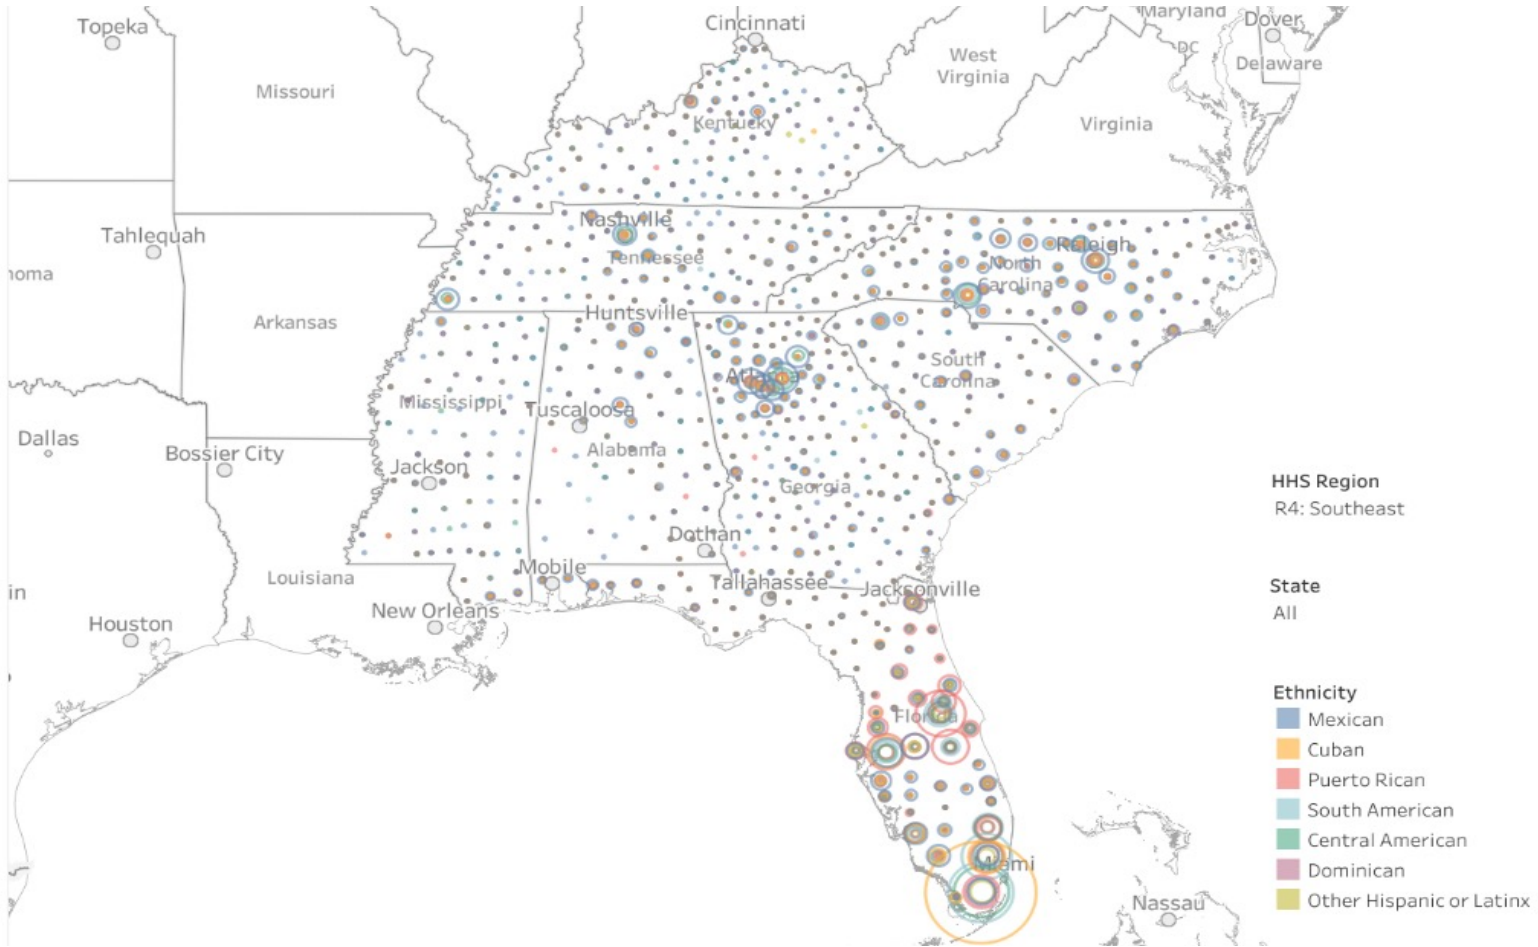 Maryland
Topeka
Cincinnati
Dover
West
Virginia
DC
Delaware
Missouri
Kentucky
Virginia
Nashville
Tahlequah
Raleigh
Tennessee
North
Carolina
noma
Huntsville
Arkansas
South
Carolina
Mississippi
Tuscaloosa
Dallas
Bossier City
Alabama
Jackson
Georgia
HHS Region
R4: Southeast
Dothan
Mobile
Louisiana
Tallahassee
Jacksonville
State
in
New Orleans
All
Houston
Ethnicity
Florida
Mexican
Cuban
Puerto Rican
South American
Central American
Miami
Dominican
Nassau
Other Hispanic or Latinx